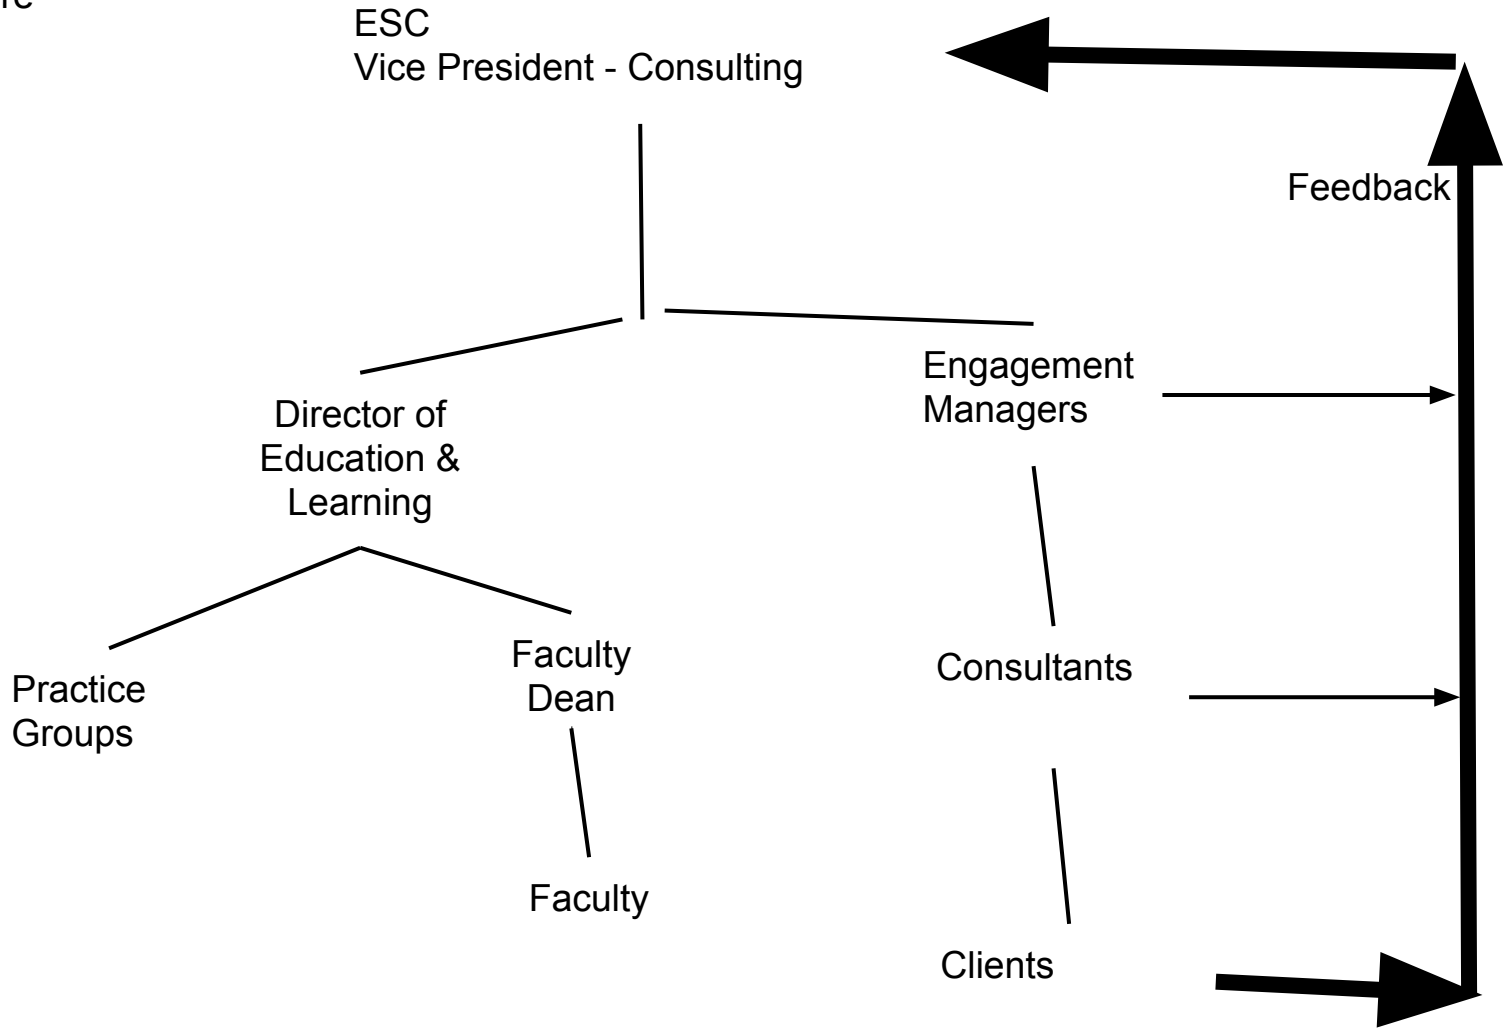 ESC
Vice President - Consulting
Feedback
Engagement
Managers
Director of
Education &
Learning
Practice
Groups
Faculty
Dean
Consultants
Faculty
Clients